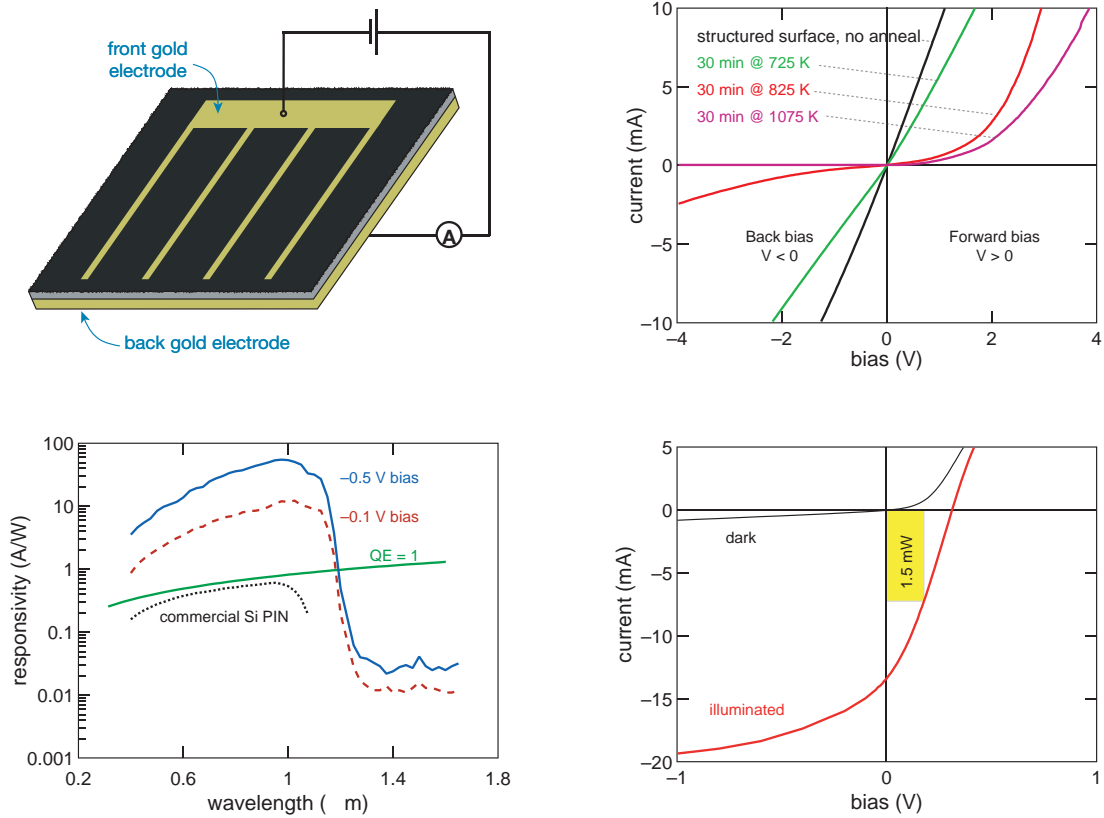 front gold
electrode
A
back gold electrode
10
5
0
−5
−10
current (mA)
structured surface, no anneal
30 min @ 725 K
30 min @ 825 K
30 min @ 1075 K
Back bias
V < 0
Forward bias
V > 0
−4
−2
0
2
4
bias (V)
100
10
1
0.1
0.01
0.001
responsivity (A/W)
–0.5 V bias
–0.1 V bias
QE = 1
commercial Si PIN
0.2
0.6
1
1.4
1.8
wavelength ( m)
5
0
−5
−10
−15
−20
current (mA)
dark
1.5 mW
illuminated
−1
0
1
bias (V)